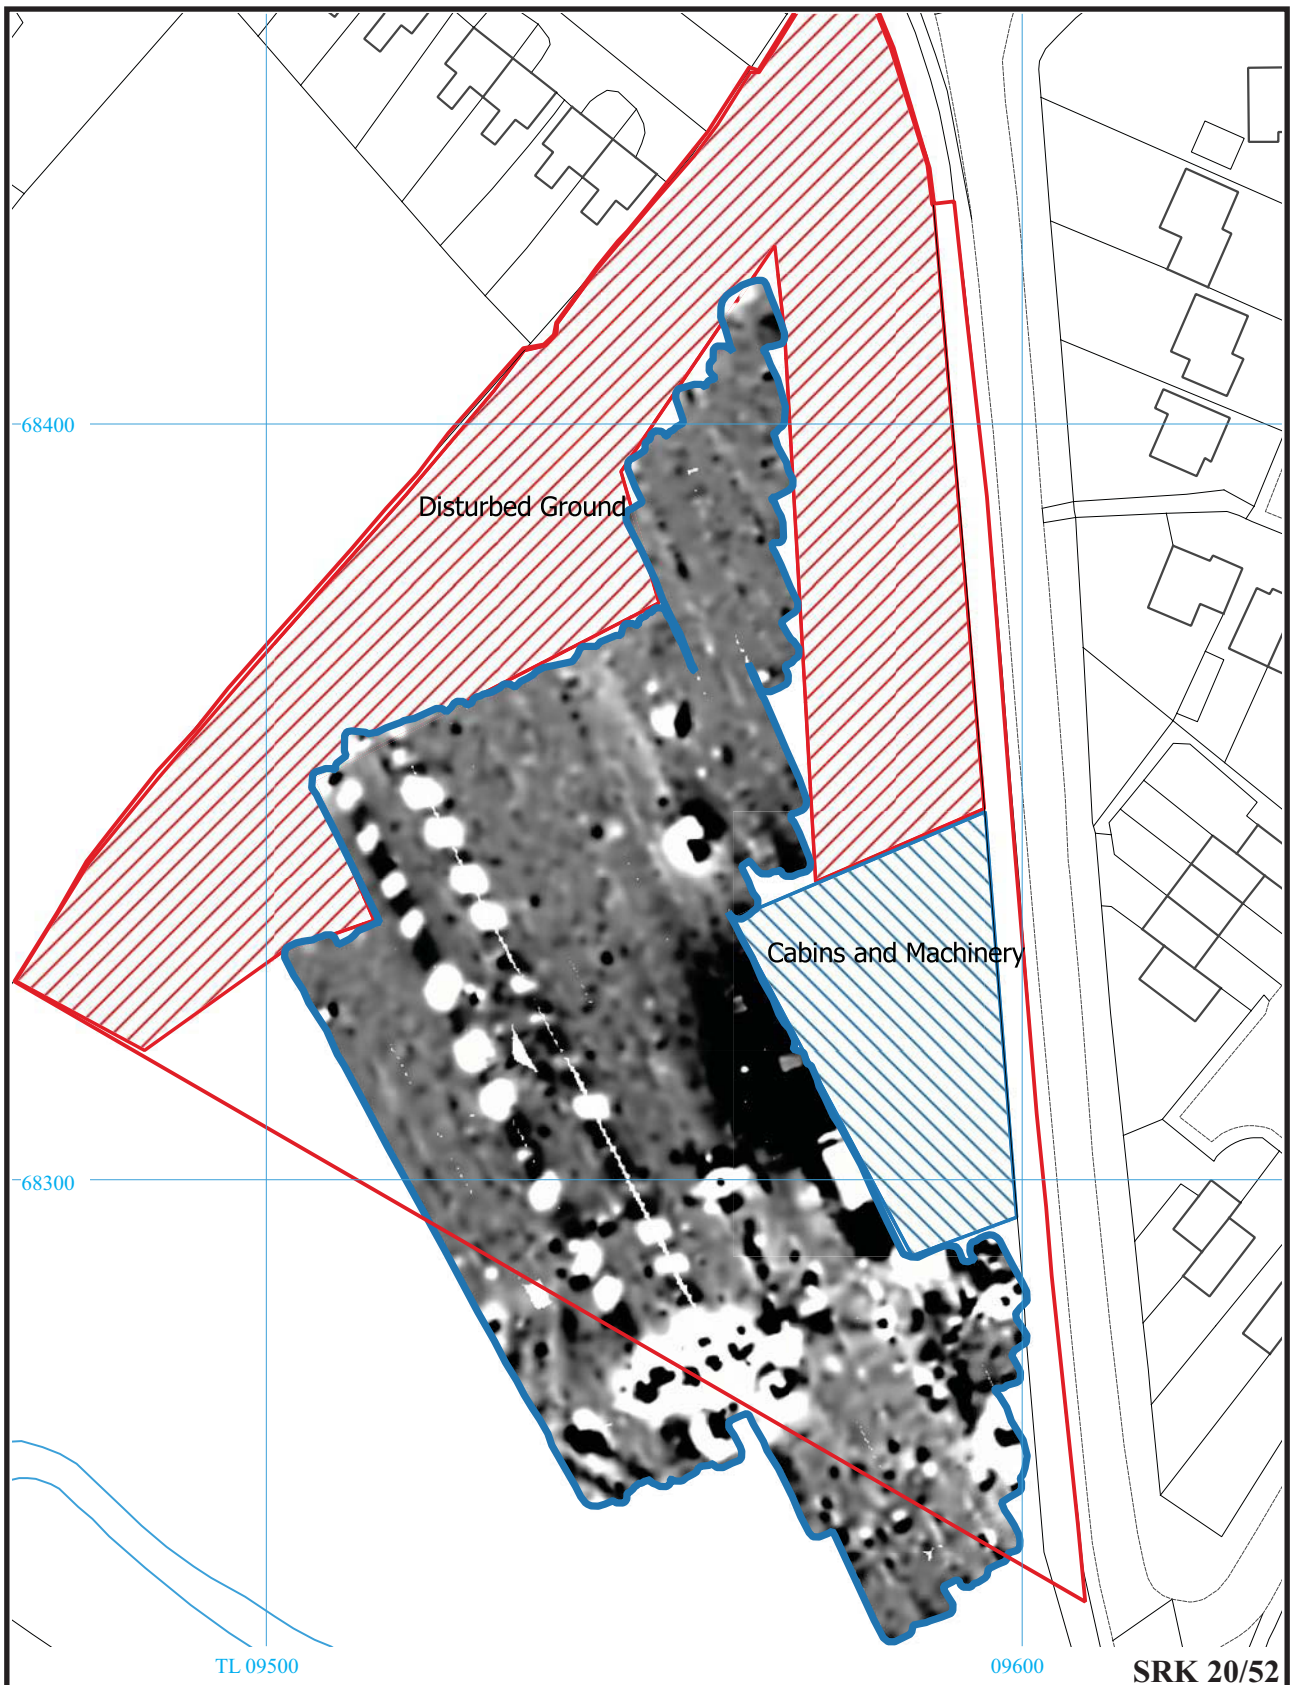 68400
Disturbed Ground
Cabins and Machinery
68300
TL 09500
09600
SRK 20/52